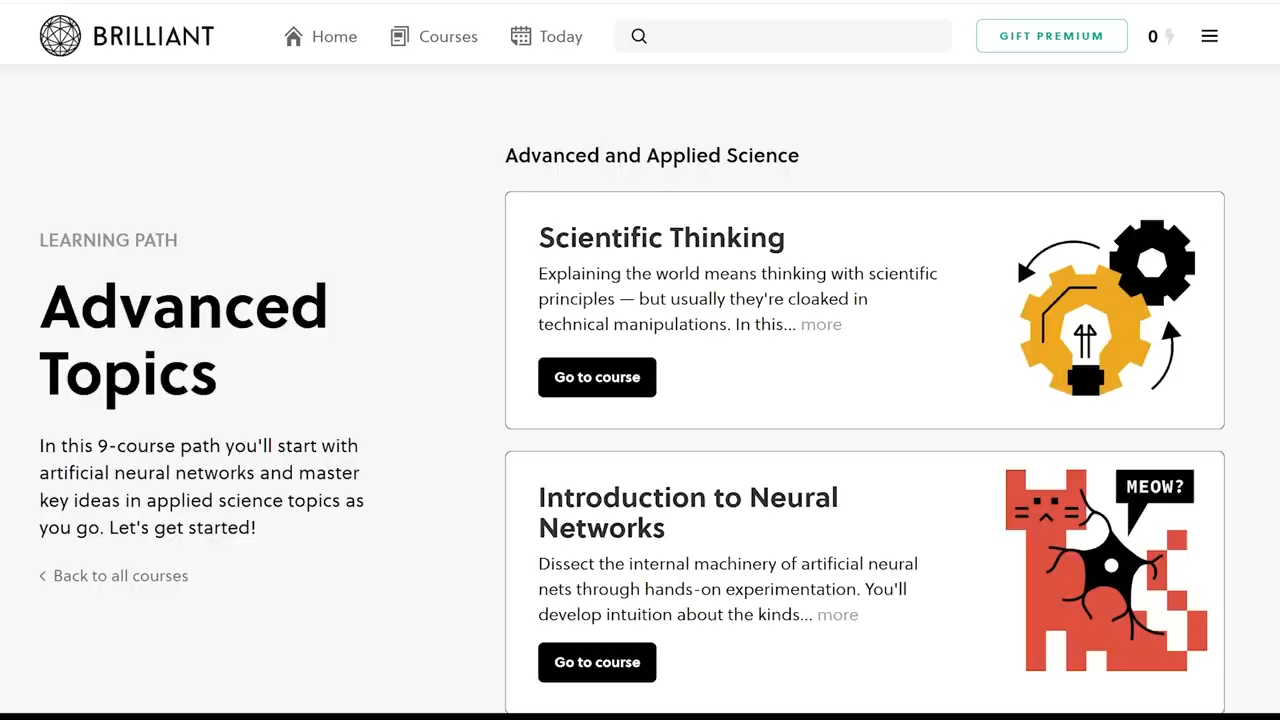 BRILLIANT
Home
Courses
Today
GIFT PREMIUM
0
LEARNING PATH
Advanced
Topics
In this 9-course path you'll start with
artificial neural networks and master
key ideas in applied science topics as
you go. Let's get started!
Back to all courses
Advanced and Applied Science
Scientific Thinking
Explaining the world means thinking with scientific
principles — but usually they're cloaked in
technical manipulations. In this... more
Go to course
Introduction to Neural
Networks
Dissect the internal machinery of artificial neural
nets through hands-on experimentation. You'll
develop intuition about the kinds... more
Go to course
MEOW?